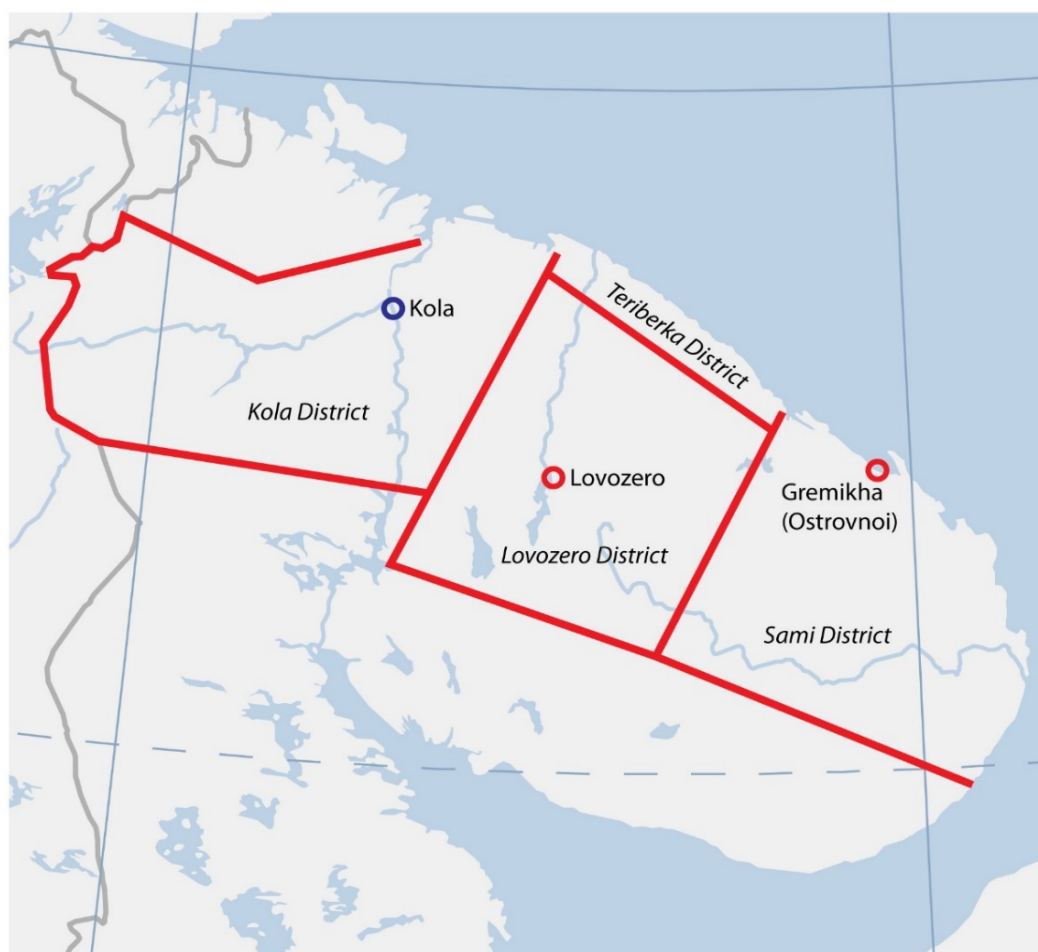 Kola
Teriberka District
Kola District
Lovozero
Gremikha
(Ostrovnoi)
Lovozero District
Sami District